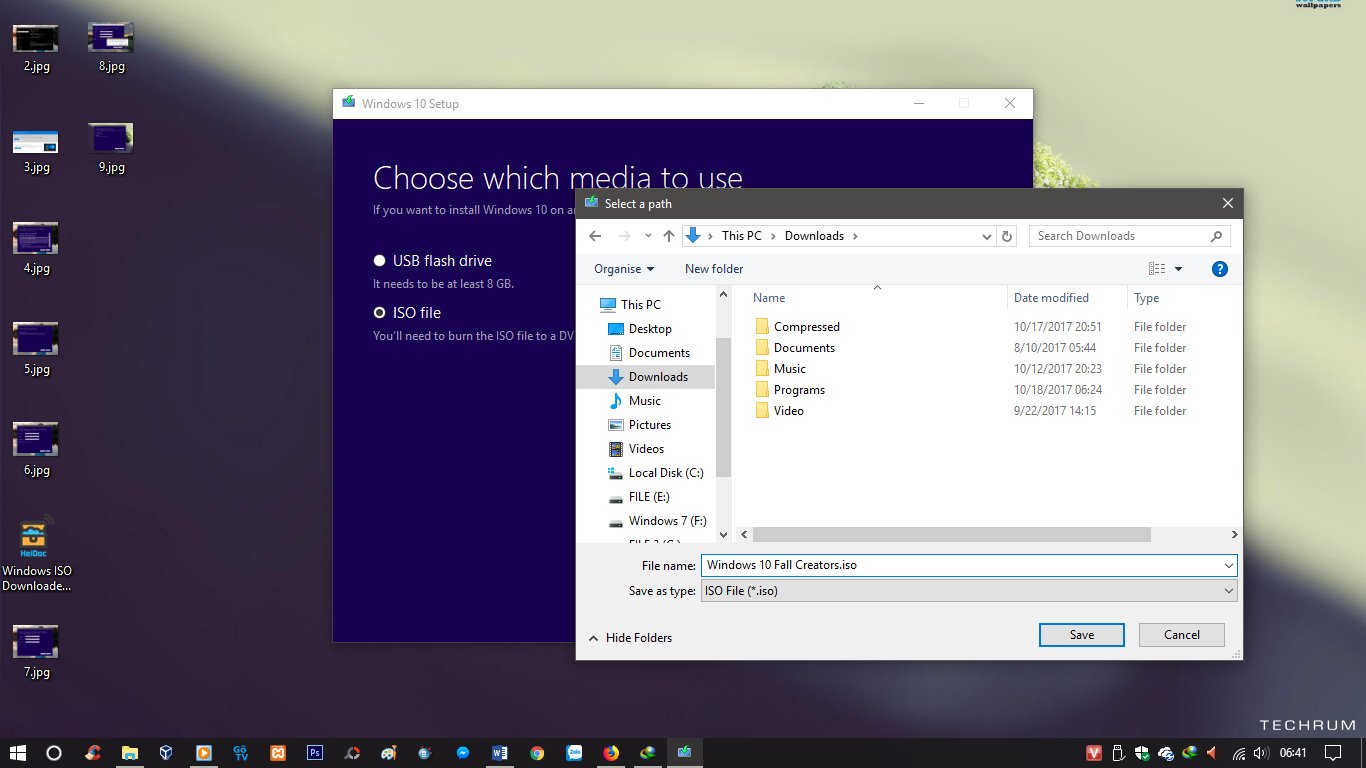 wallpapers
2.jpg
8.jpg
3.jpg
9.jpg
4.jpg
5.jpg
6.jpg
HeiDoc
Windows ISO
Downloade...
7.jpg
Windows 10 Setup
Choose which media to use
If you want to install Windows 10 on
USB flash drive
It needs to be at least 8 GB.
ISO file
You'll need to burn the ISO file to a DV
Select a path
This PC
Downloads
Search Downloads
Organise
New folder
?
This PC
Desktop
Documents
Downloads
Music
Pictures
Videos
Local Disk (C:)
FILE (E:)
Windows 7 (F:)
Name Date modified Type
Compressed 10/17/2017 20:51 File folder
Documents 8/10/2017 05:44 File folder
Music 10/12/2017 20:23 File folder
Programs 10/18/2017 06:24 File folder
Video 9/22/2017 14:15 File folder
File name: Windows 10 Fall Creators.iso
Save as type: ISO File (*.iso)
Hide Folders
Save
Cancel
TECHRUM
GO TV
Ps
Zalo
V
06:41